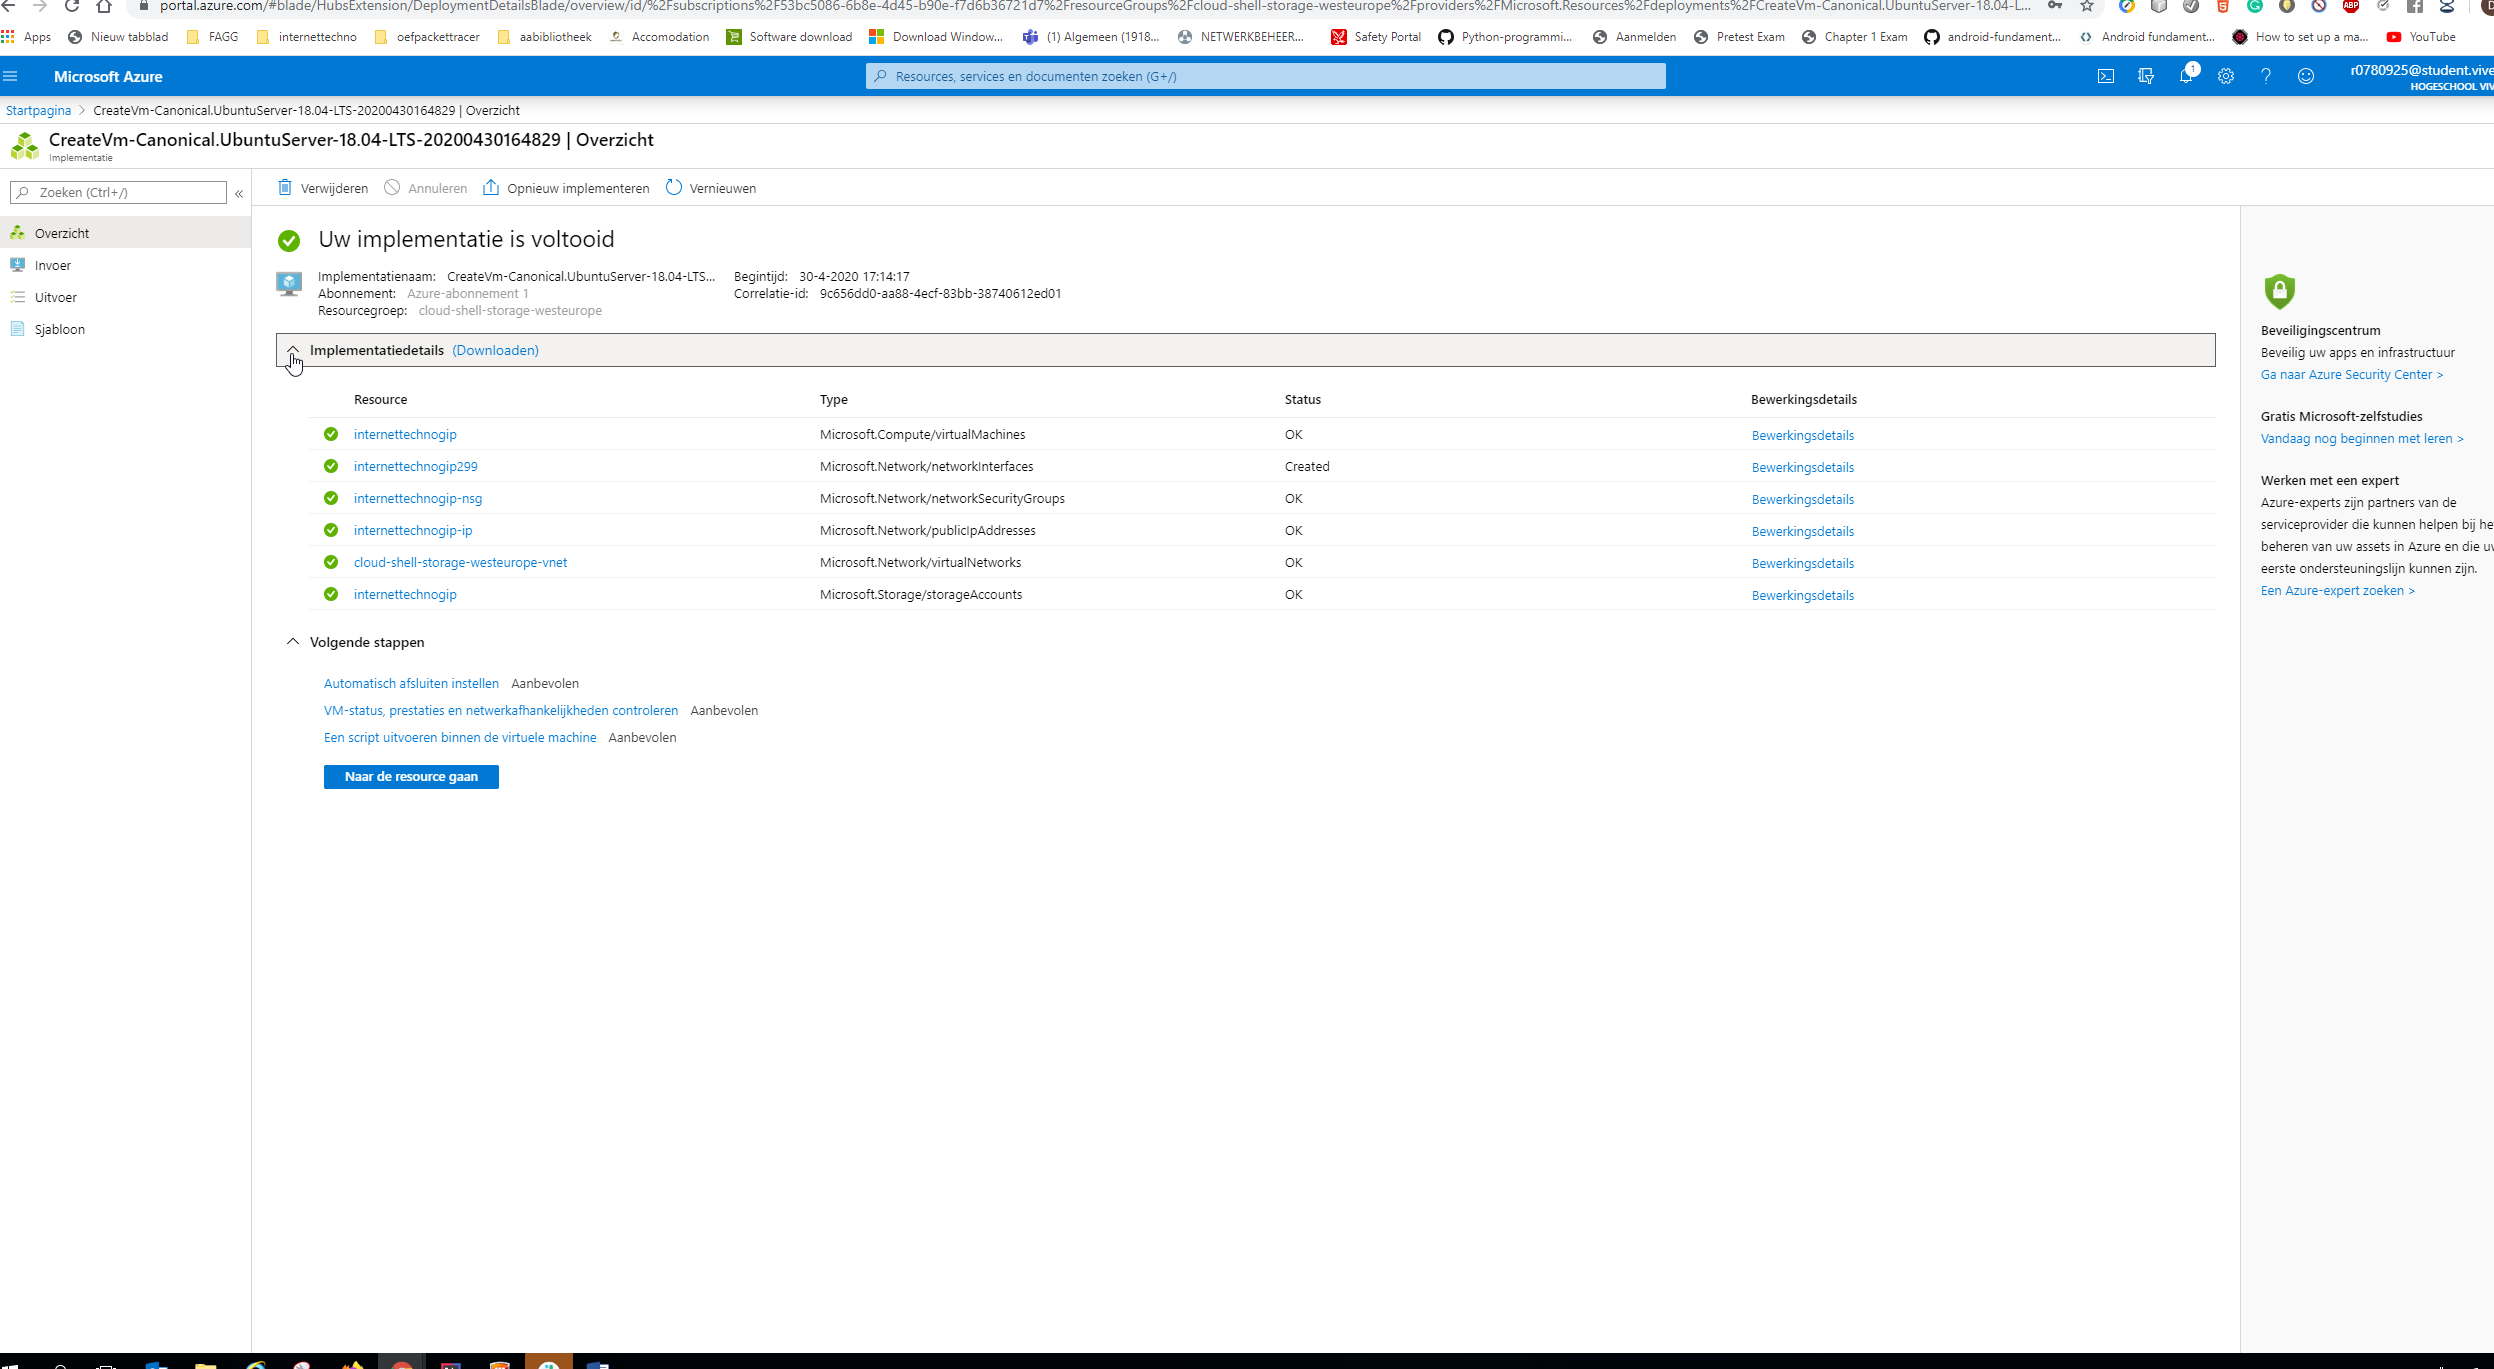 portal.azure.com/#blade/HubsExtension/DeploymentDetailsBlade/overview/id/%2Fsubscriptions%2F53bc5086-6b8e-4d45-b90e-f7d6b36721d7%2FresourceGroups%2Fcloud-shell-storage-westeurope%2Fproviders%2FMicrosoft.Resources%2Fdeployments%2FCreateVm-Canonical.UbuntuServer-18.04-L...
Apps Nieuw tabblad FAGG internettechno oefpackettracer aabibliotheek Accomodation Software download Download Window... (1) Algemeen (1918... NETWERKBEHEER... Safety Portal Python-programmi... Aanmelden Pretest Exam Chapter 1 Exam android-fundament... Android fundament... How to set up a ma... YouTube
Microsoft Azure Resources, services en documenten zoeken (G+/) 1 r0780925@student.vive
HOGESCHOOL VIV
Startpagina > CreateVm-Canonical.UbuntuServer-18.04-LTS-20200430164829 | Overzicht
CreateVm-Canonical.UbuntuServer-18.04-LTS-20200430164829 | Overzicht
Implementatie
Zoeken (Ctrl+/) «
Verwijderen Annuleren Opnieuw implementeren Vernieuwen
Overzicht
Invoer
Uitvoer
Sjabloon
Uw implementatie is voltooid
Implementatienaam: CreateVm-Canonical.UbuntuServer-18.04-LTS... Begintijd: 30-4-2020 17:14:17
Abonnement: Azure-abonnement 1 Correlatie-id: 9c656dd0-aa88-4ecf-83bb-38740612ed01
Resourcegroep: cloud-shell-storage-westeurope
Implementatiedetails (Downloaden)
Resource Type Status Bewerkingsdetails
internettechnogip Microsoft.Compute/virtualMachines OK Bewerkingsdetails
internettechnogip299 Microsoft.Network/networkInterfaces Created Bewerkingsdetails
internettechnogip-nsg Microsoft.Network/networkSecurityGroups OK Bewerkingsdetails
internettechnogip-ip Microsoft.Network/publicIpAddresses OK Bewerkingsdetails
cloud-shell-storage-westeurope-vnet Microsoft.Network/virtualNetworks OK Bewerkingsdetails
internettechnogip Microsoft.Storage/storageAccounts OK Bewerkingsdetails
Volgende stappen
Automatisch afsluiten instellen Aanbevolen
VM-status, prestaties en netwerkafhankelijkheden controleren Aanbevolen
Een script uitvoeren binnen de virtuele machine Aanbevolen
Naar de resource gaan
Beveiligingscentrum
Beveilig uw apps en infrastructuur
Ga naar Azure Security Center >
Gratis Microsoft-zelfstudies
Vandaag nog beginnen met leren >
Werken met een expert
Azure-experts zijn partners van de
serviceprovider die kunnen helpen bij he
beheren van uw assets in Azure en die uw
eerste ondersteuningslijn kunnen zijn.
Een Azure-expert zoeken >